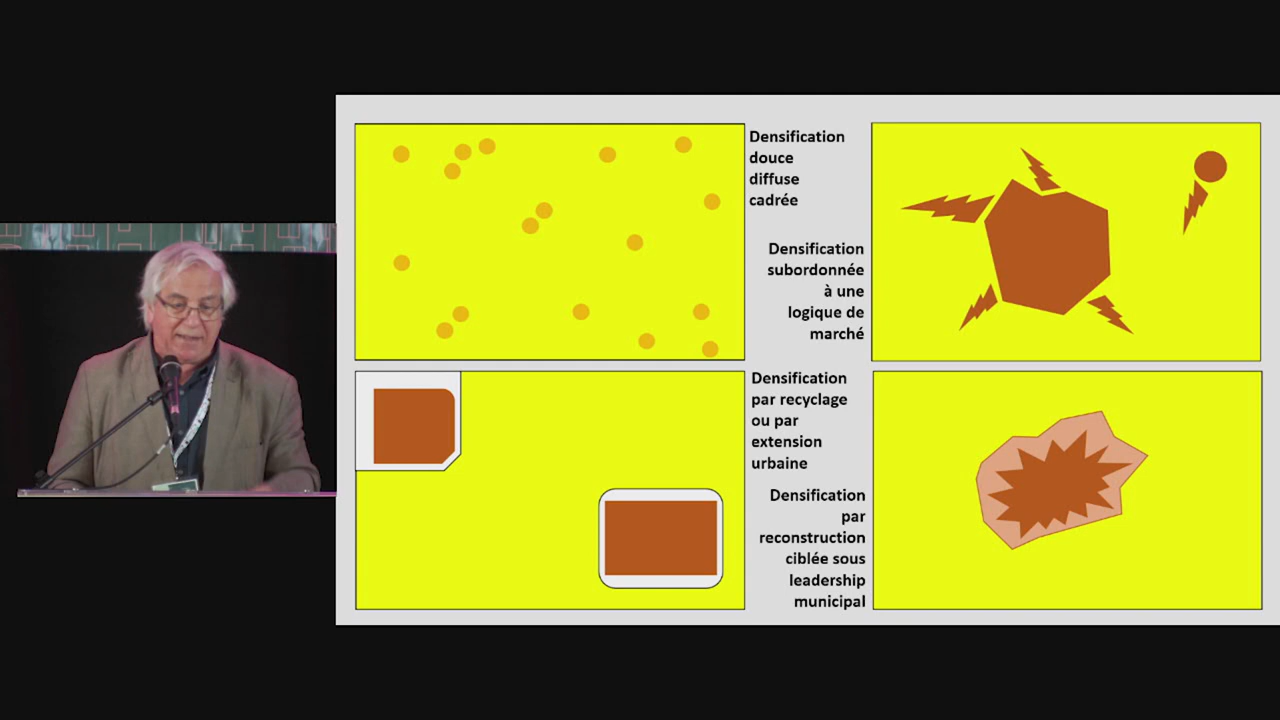 Densification
douce
diffuse
cadrée
Densification
subordonnée
à une
logique de
marché
Densification
par recyclage
ou par
extension
urbaine
Densification
par
reconstruction
ciblée sous
leadership
municipal